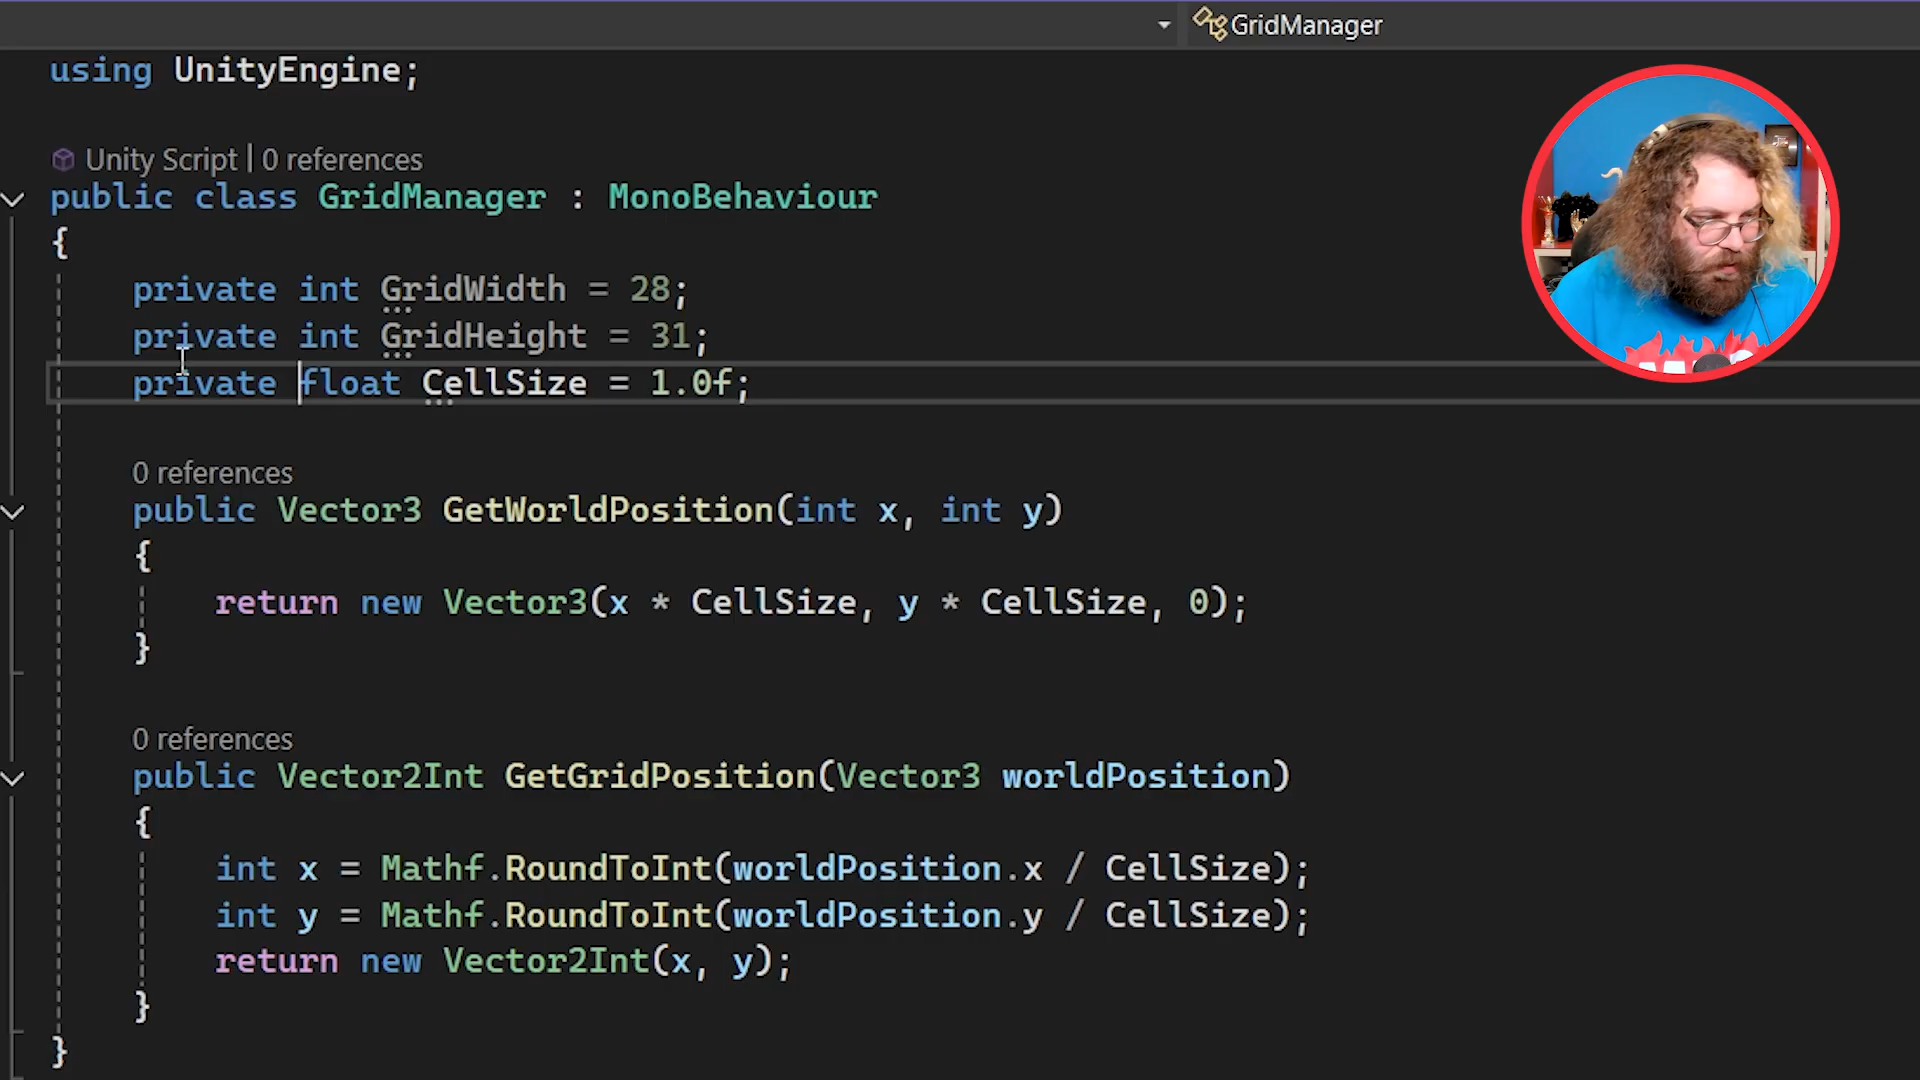 GridManager
using UnityEngine;
Unity Script | 0 references
public class GridManager : MonoBehaviour
{
private int GridWidth = 28;
private int GridHeight = 31;
private float CellSize = 1.0f;
0 references
public Vector3 GetWorldPosition(int x, int y)
{
return new Vector3(x * CellSize, y * CellSize, 0);
}
0 references
public Vector2Int GetGridPosition(Vector3 worldPosition)
{
int x = Mathf.RoundToInt(worldPosition.x / CellSize);
int y = Mathf.RoundToInt(worldPosition.y / CellSize);
return new Vector2Int(x, y);
}
}